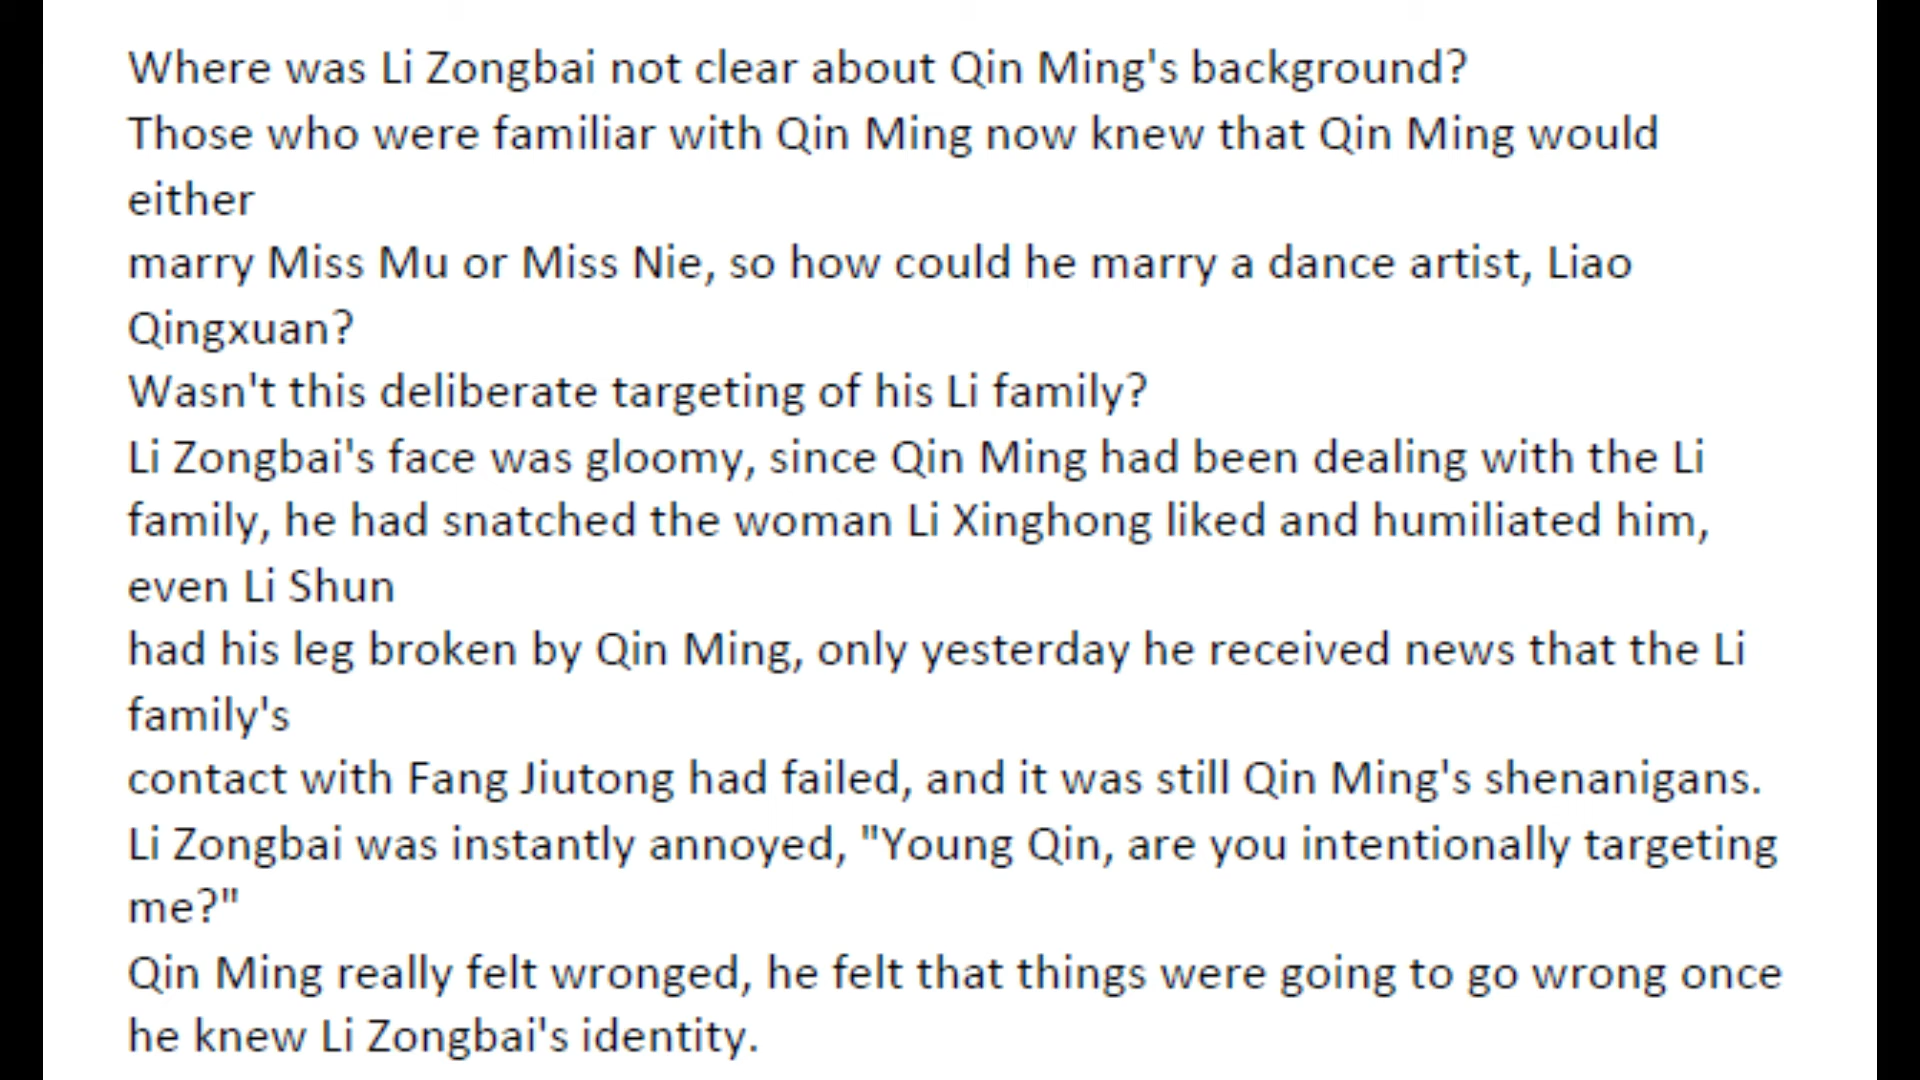 Where was Li Zongbai not clear about Qin Ming's background?
Those who were familiar with Qin Ming now knew that Qin Ming would
either
marry Miss Mu or Miss Nie, so how could he marry a dance artist, Liao
Qingxuan?
Wasn't this deliberate targeting of his Li family?
Li Zongbai's face was gloomy, since Qin Ming had been dealing with the Li
family, he had snatched the woman Li Xinghong liked and humiliated him,
even Li Shun
had his leg broken by Qin Ming, only yesterday he received news that the Li
family's
contact with Fang Jiutong had failed, and it was still Qin Ming's shenanigans.
Li Zongbai was instantly annoyed, "Young Qin, are you intentionally targeting
me?"
Qin Ming really felt wronged, he felt that things were going to go wrong once
he knew Li Zongbai's identity.